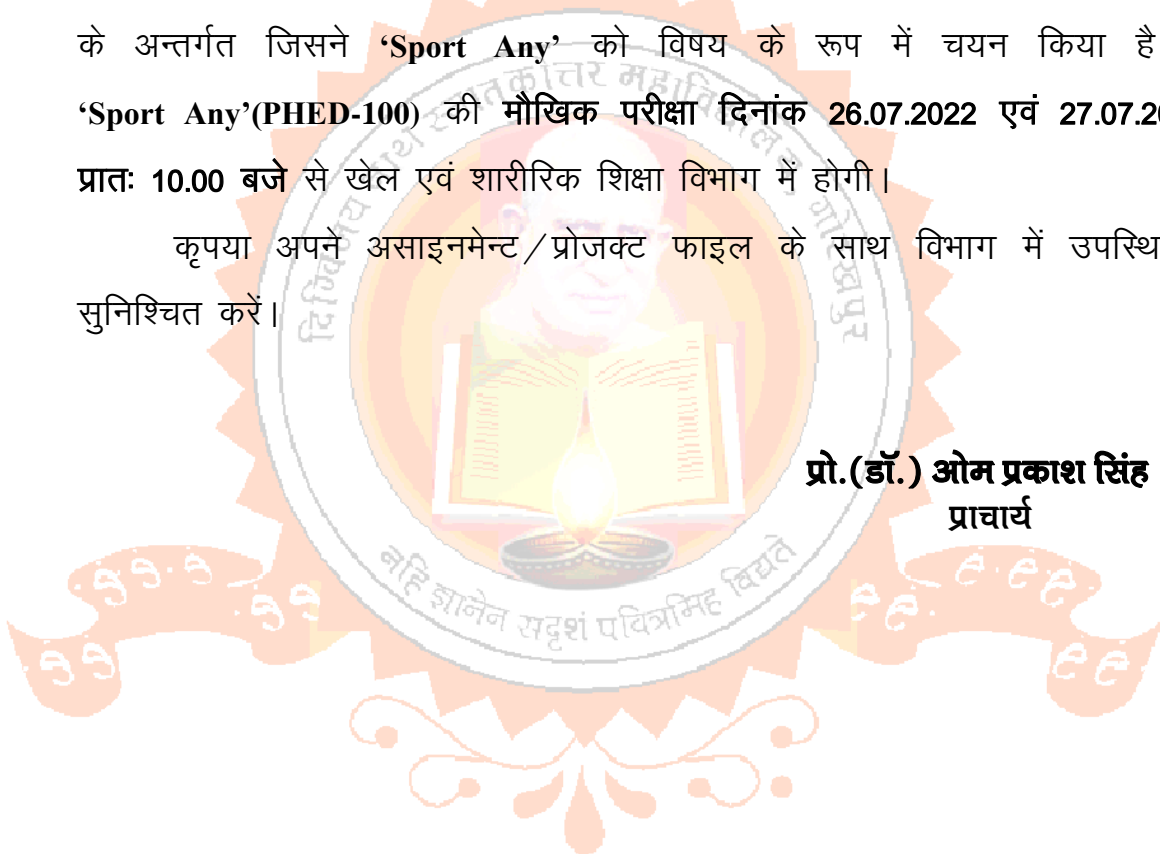 के अन्तर्गत जिसने ‘Sport Any’ को विषय के रूप में चयन किया है
‘Sport Any’(PHED-100) की मौखिक परीक्षा दिनांक 26.07.2022 एवं 27.07.20
प्रातः 10.00 बजे से खेल एवं शारीरिक शिक्षा विभाग में होगी।
कृपया अपने असाइनमेन्ट/प्रोजक्ट फाइल के साथ विभाग में उपस्थि
सुनिश्चित करें।
प्रो.(डॉ.) ओम प्रकाश सिंह
प्राचार्य
नहि ज्ञानेन सदृशं पवित्रमिह विद्यते